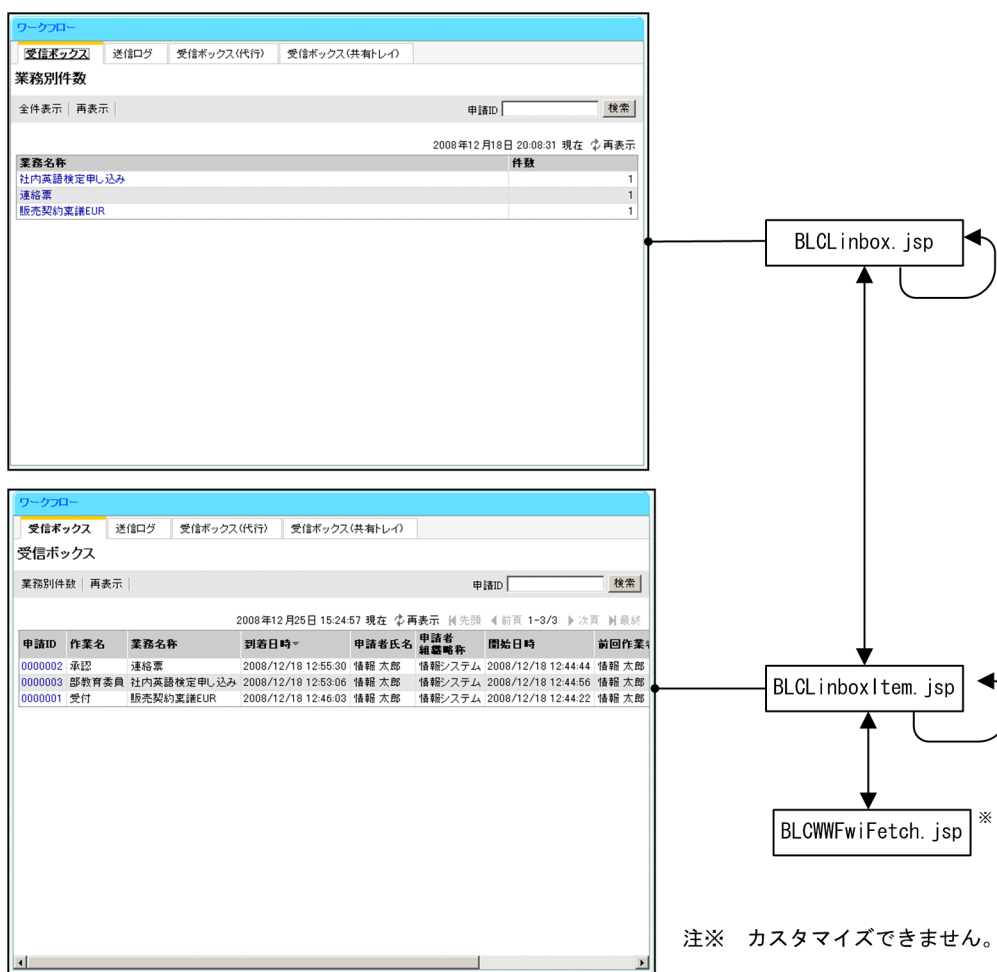 ワークフロー
受信ボックス 送信ログ 受信ボックス(代行) 受信ボックス(共有トレイ)
業務別件数
全件表示 再表示 申請ID 検索
2008年12月18日 20:08:31 現在 再表示
業務名称 件数
社内英語検定申し込み 1
連絡票 1
販売契約稟議EUR 1
BLCLinbox.jsp
ワークフロー
受信ボックス 送信ログ 受信ボックス(代行) 受信ボックス(共有トレイ)
受信ボックス
業務別件数 再表示 申請ID 検索
2008年12月25日 15:24:57 現在 再表示 先頭 前頁 1-3/3 次頁 最終
申請ID 作業名 業務名称 到着日時 申請者氏名 申請者組織略称 開始日時 前回作業者
0000002 承認 連絡票 2008/12/18 12:55:30 情報 太郎 情報システム 2008/12/18 12:44:44 情報 太郎
0000003 部教育委員 社内英語検定申し込み 2008/12/18 12:53:06 情報 太郎 情報システム 2008/12/18 12:44:56 情報 太郎
0000001 受付 販売契約稟議EUR 2008/12/18 12:46:03 情報 太郎 情報システム 2008/12/18 12:44:22 情報 太郎
BLCLinboxItem.jsp
BLCWWFwiFetch.jsp ※
注※ カスタマイズできません。